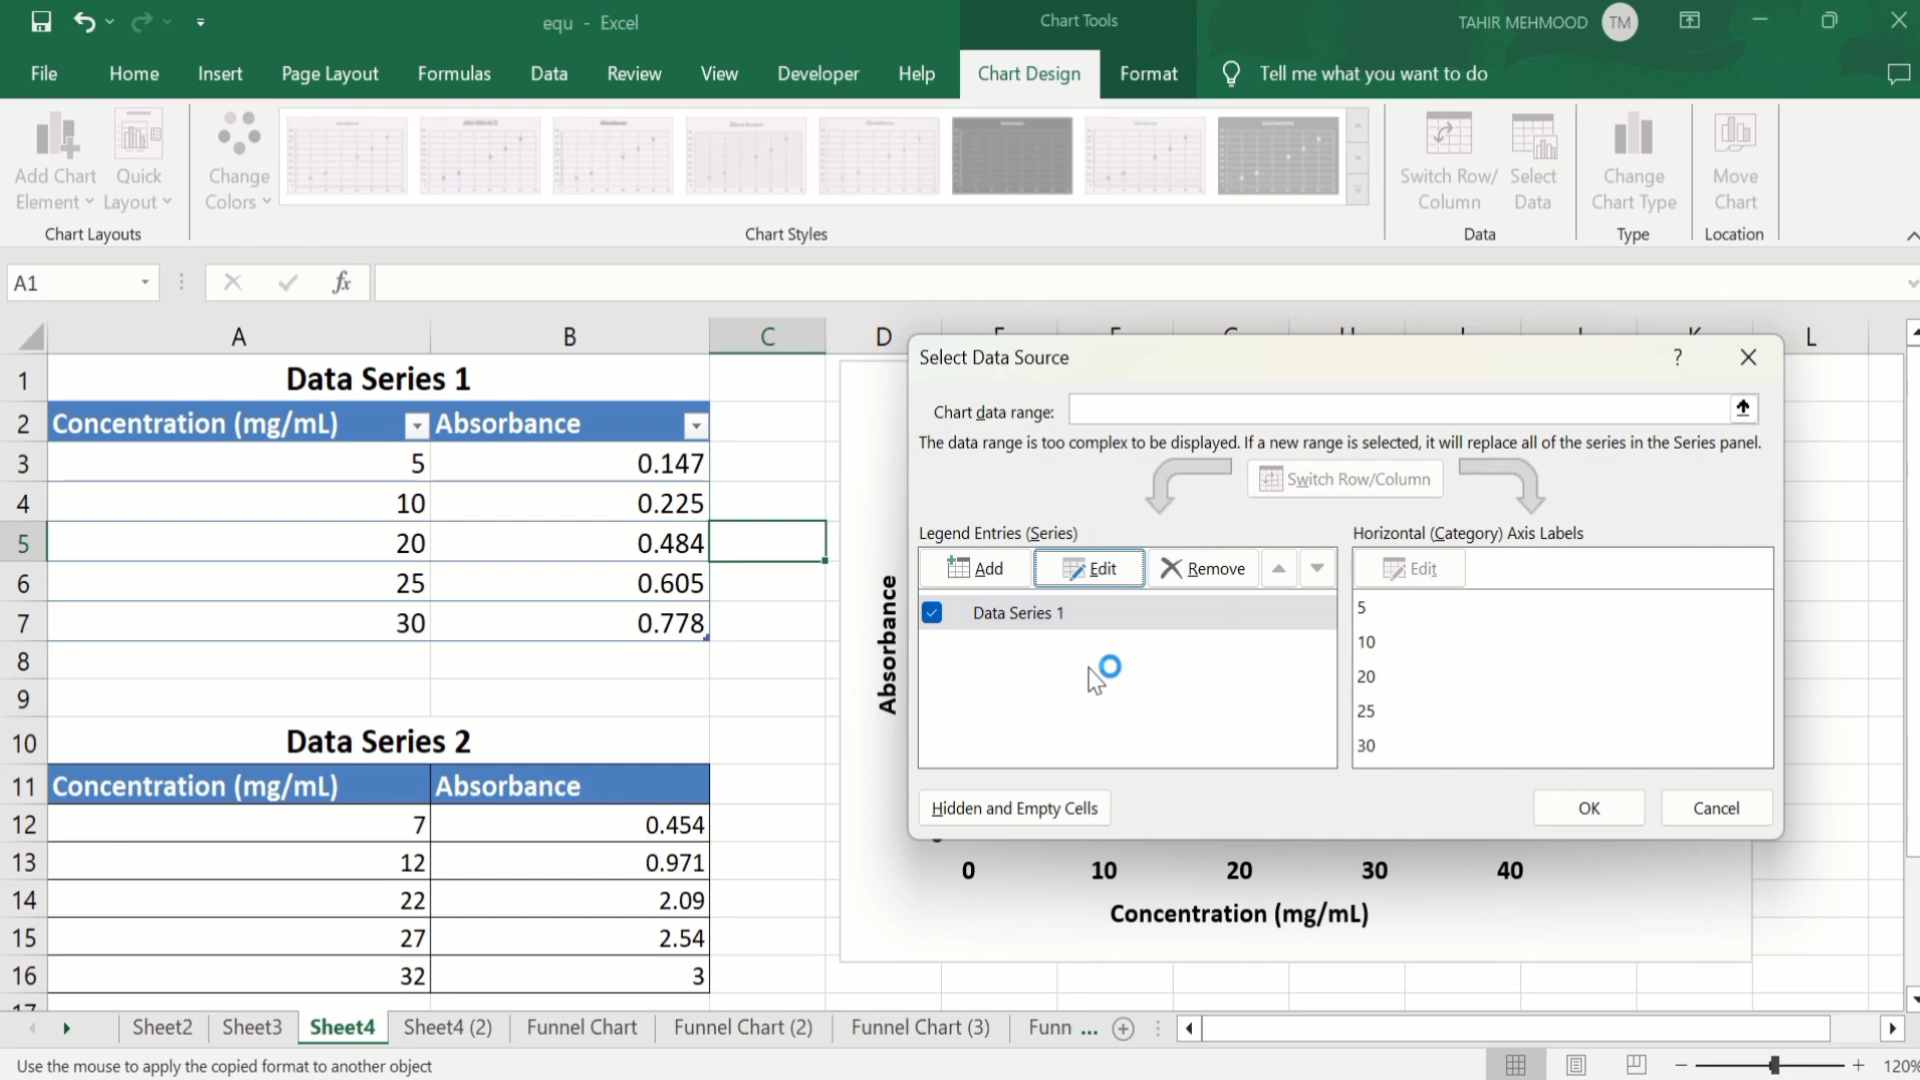 equ - Excel
Chart Tools
TAHIR MEHMOOD TM
File Home Insert Page Layout Formulas Data Review View Developer Help Chart Design Format Tell me what you want to do
Add Chart Element
Quick Layout
Change Colors
Switch Row/ Column
Select Data
Change Chart Type
Move Chart
Chart Layouts Chart Styles Data Type Location
A1 fx
A B C D L
1 Data Series 1
2 Concentration (mg/mL) Absorbance
3 5 0.147
4 10 0.225
5 20 0.484
6 25 0.605
7 30 0.778
8
9
10 Data Series 2
11 Concentration (mg/mL) Absorbance
12 7 0.454
13 12 0.971
14 22 2.09
15 27 2.54
16 32 3
Absorbance
Select Data Source ?
Chart data range:
The data range is too complex to be displayed. If a new range is selected, it will replace all of the series in the Series panel.
Switch Row/Column
Legend Entries (Series) Horizontal (Category) Axis Labels
Add Edit Remove Edit
Data Series 1
5
10
20
25
30
Hidden and Empty Cells OK Cancel
0 10 20 30 40
Concentration (mg/mL)
Sheet2 Sheet3 Sheet4 Sheet4 (2) Funnel Chart Funnel Chart (2) Funnel Chart (3) Funn ...
Use the mouse to apply the copied format to another object 120%